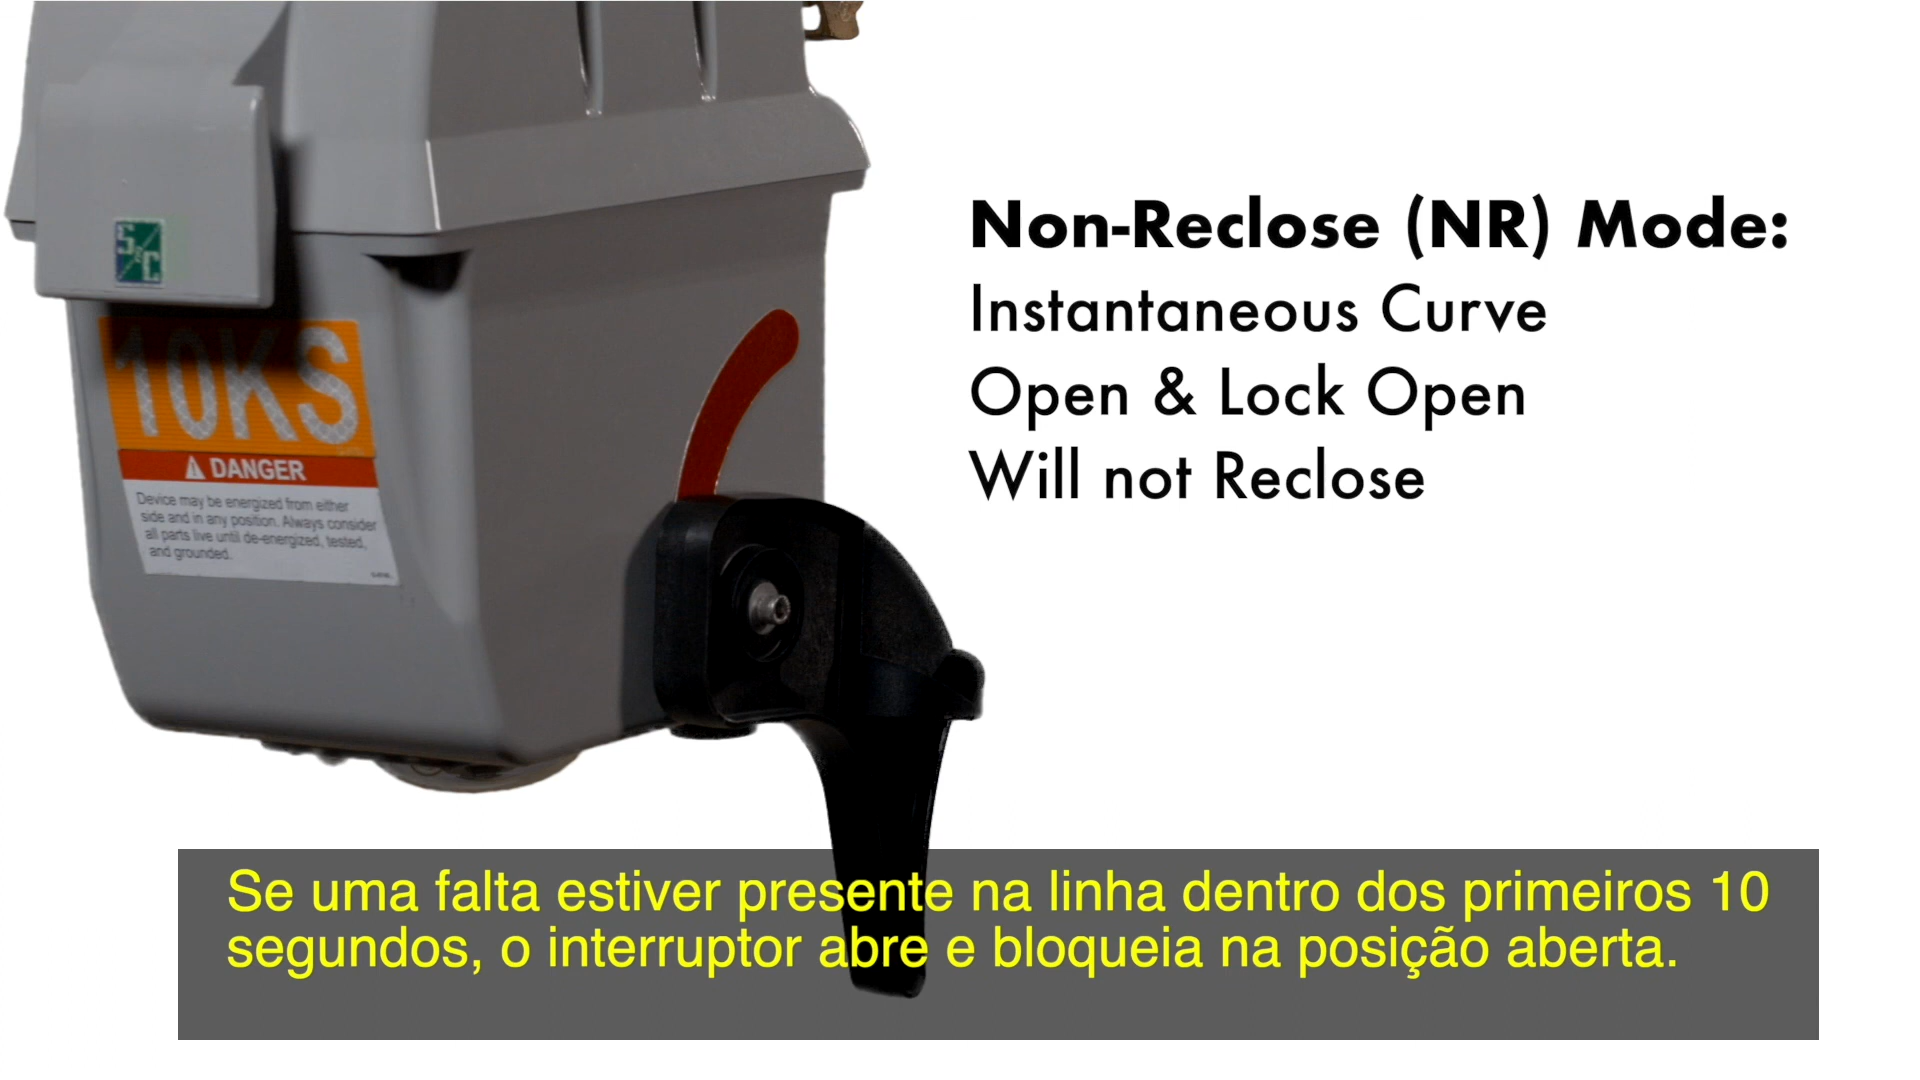 S&C
10KS
⚠ DANGER
Device may be energized from either
side and in any position. Always consider
all parts live until de-energized, tested,
and grounded.
Non-Reclose (NR) Mode:
Instantaneous Curve
Open & Lock Open
Will not Reclose
Se uma falta estiver presente na linha dentro dos primeiros 10
segundos, o interruptor abre e bloqueia na posição aberta.